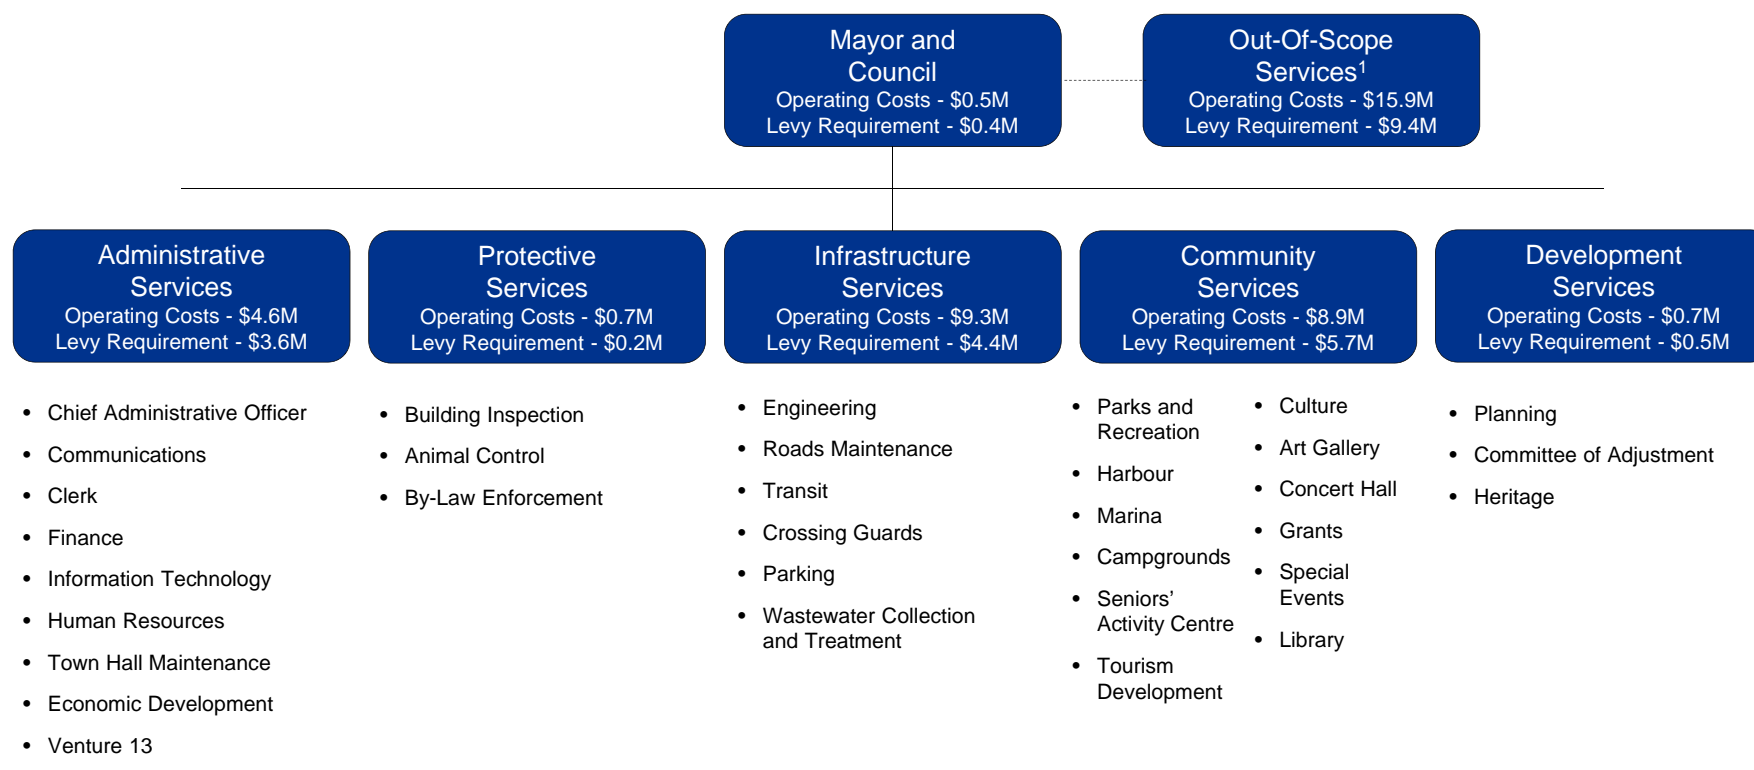 Mayor and
Council
Operating Costs - $0.5M
Levy Requirement - $0.4M
Out-Of-Scope
Services¹
Operating Costs - $15.9M
Levy Requirement - $9.4M
Administrative
Services
Operating Costs - $4.6M
Levy Requirement - $3.6M
Protective
Services
Operating Costs - $0.7M
Levy Requirement - $0.2M
Infrastructure
Services
Operating Costs - $9.3M
Levy Requirement - $4.4M
Community
Services
Operating Costs - $8.9M
Levy Requirement - $5.7M
Development
Services
Operating Costs - $0.7M
Levy Requirement - $0.5M
• Chief Administrative Officer
• Communications
• Clerk
• Finance
• Information Technology
• Human Resources
• Town Hall Maintenance
• Economic Development
• Venture 13
• Building Inspection
• Animal Control
• By-Law Enforcement
• Engineering
• Roads Maintenance
• Transit
• Crossing Guards
• Parking
• Wastewater Collection
and Treatment
• Parks and
Recreation
• Harbour
• Marina
• Campgrounds
• Seniors’
Activity Centre
• Tourism
Development
• Culture
• Art Gallery
• Concert Hall
• Grants
• Special
Events
• Library
• Planning
• Committee of Adjustment
• Heritage